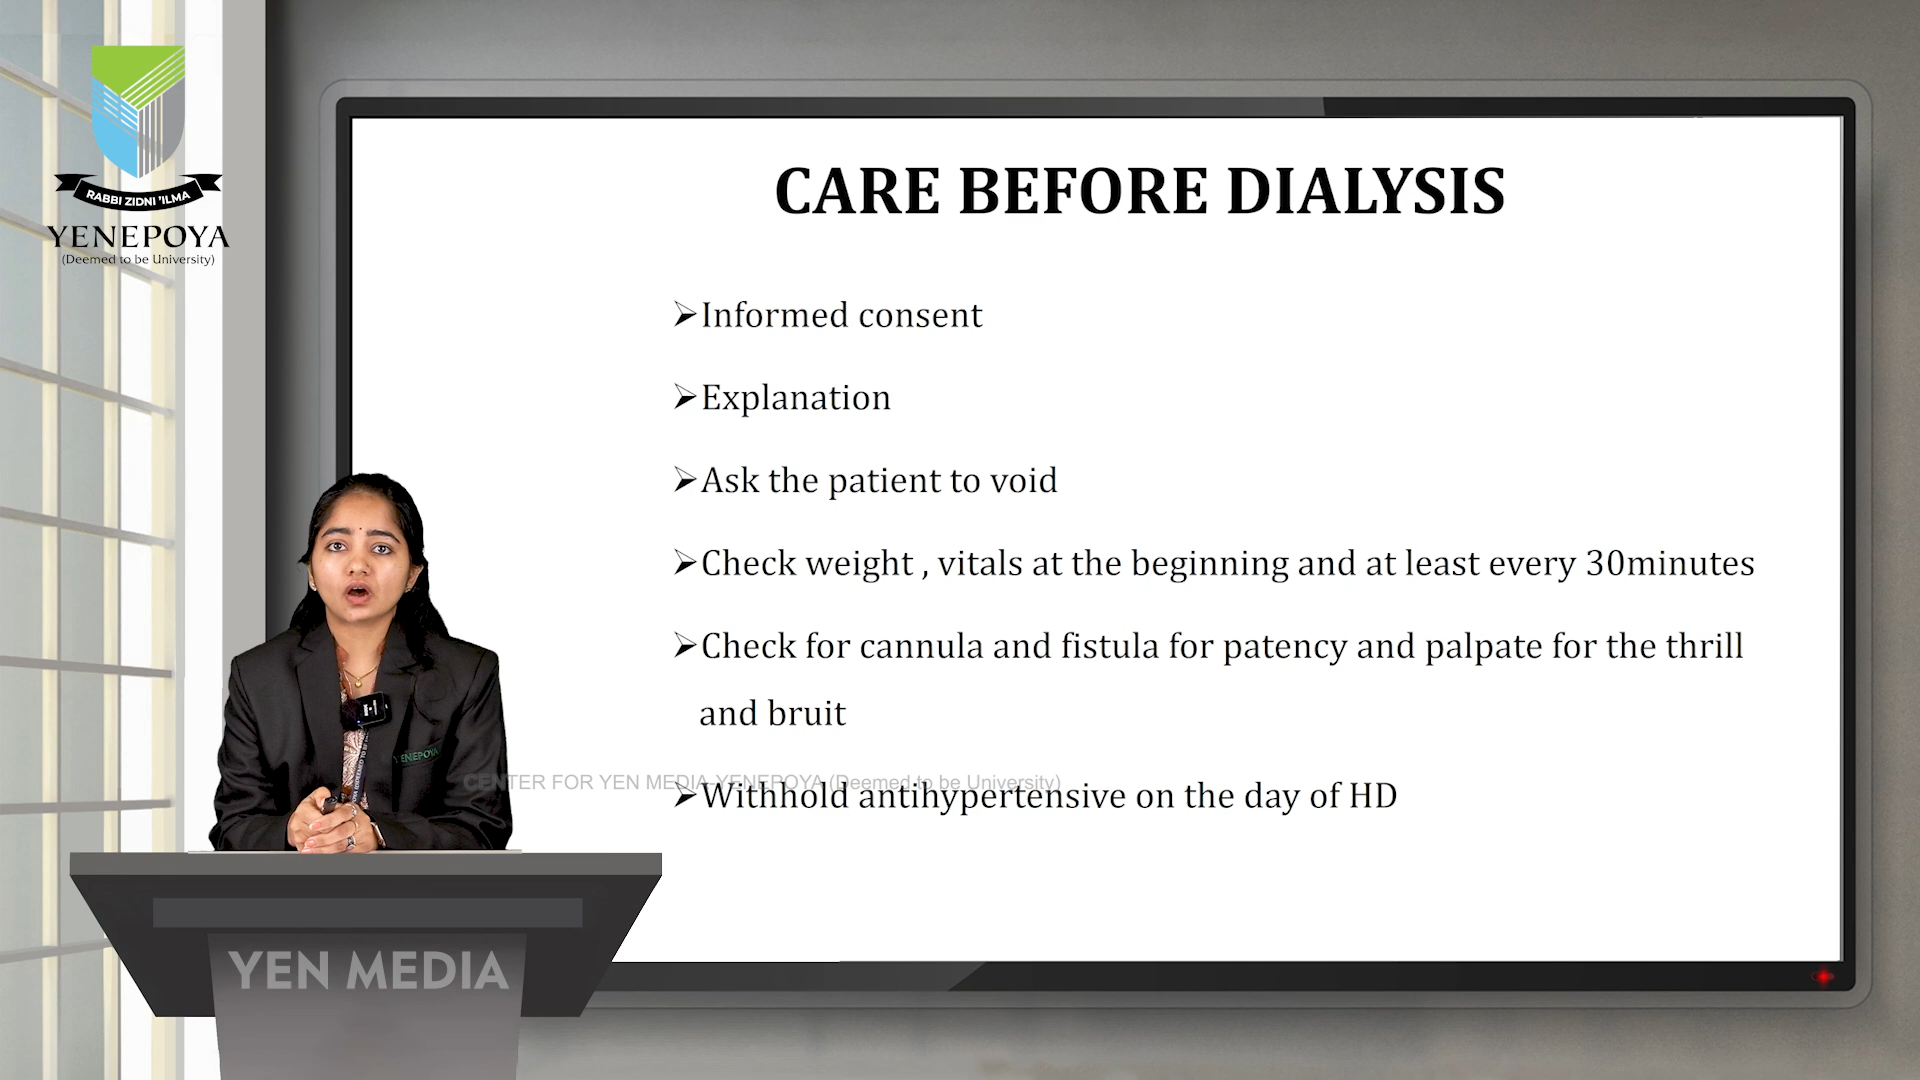 RABBI ZIDNI 'ILMA
YENEPOYA
(Deemed to be University)
CARE BEFORE DIALYSIS
➢Informed consent
➢Explanation
➢Ask the patient to void
➢Check weight , vitals at the beginning and at least every 30minutes
➢Check for cannula and fistula for patency and palpate for the thrill
and bruit
➢Withhold antihypertensive on the day of HD
CENTER FOR YEN MEDIA-YENEPOYA (Deemed to be University)
YENEPOYA
YEN MEDIA